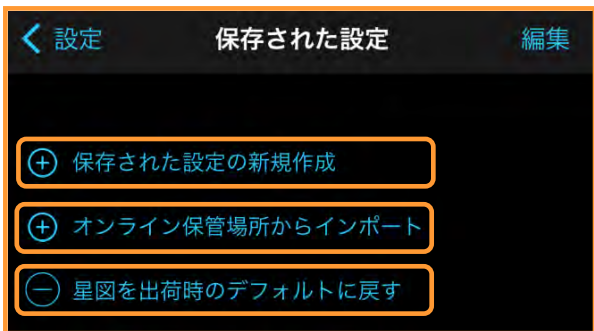 設定 保存された設定 編集
保存された設定の新規作成
オンライン保管場所からインポート
星図を出荷時のデフォルトに戻す